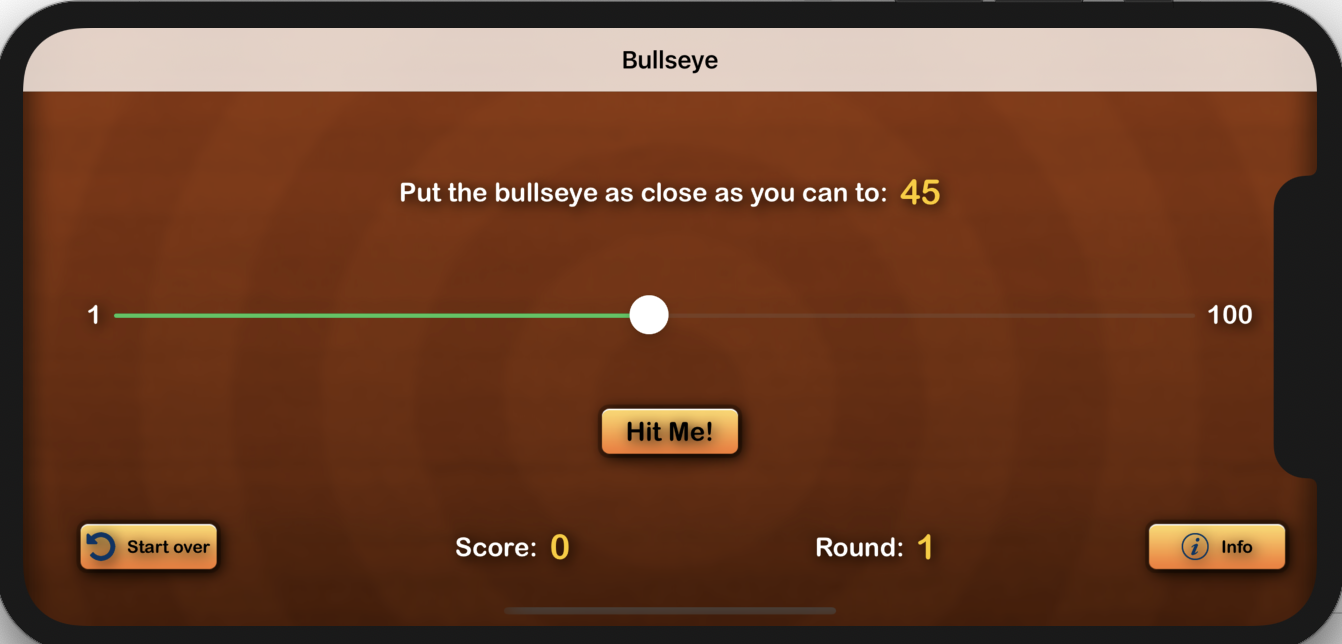 Bullseye
Put the bullseye as close as you can to: 45
1 100
Hit Me!
Start over Score: 0 Round: 1 Info